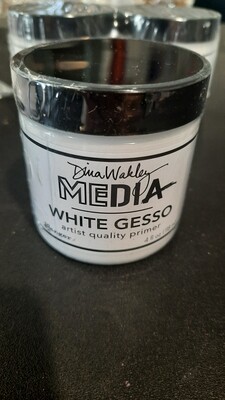 Dina Wakley
MEDIA
WHITE GESSO
artist quality primer